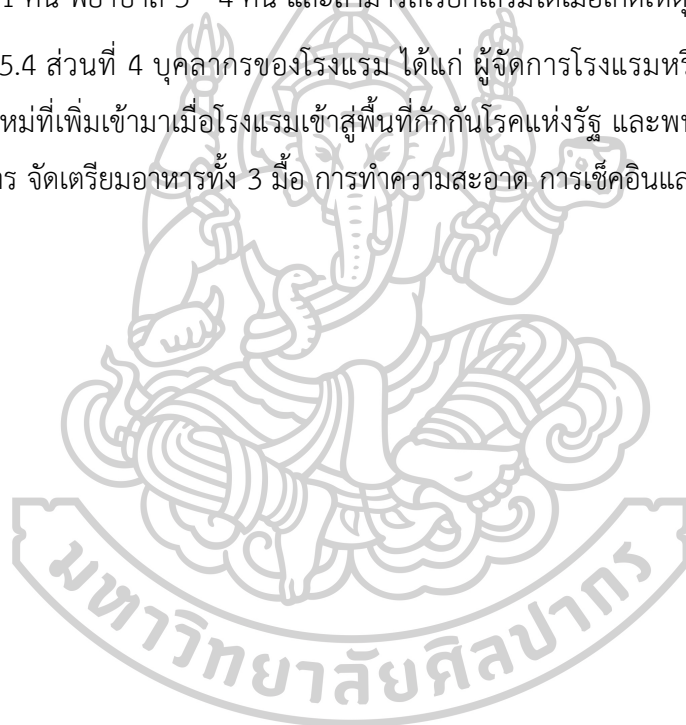 1 คน พยาบาล 3 - 4 คน และสามารถเรียกเสริมได้เมื่อเกิดเหตุ
5.4 ส่วนที่ 4 บุคลากรของโรงแรม ได้แก่ ผู้จัดการโรงแรมหรื
หม่ที่เพิ่มเข้ามาเมื่อโรงแรมเข้าสู่พื้นที่กักกันโรคแห่งรัฐ และพน
าร จัดเตรียมอาหารทั้ง 3 มื้อ การทำความสะอาด การเช็คอินแล
มหาวิทยาลัยศิลปากร